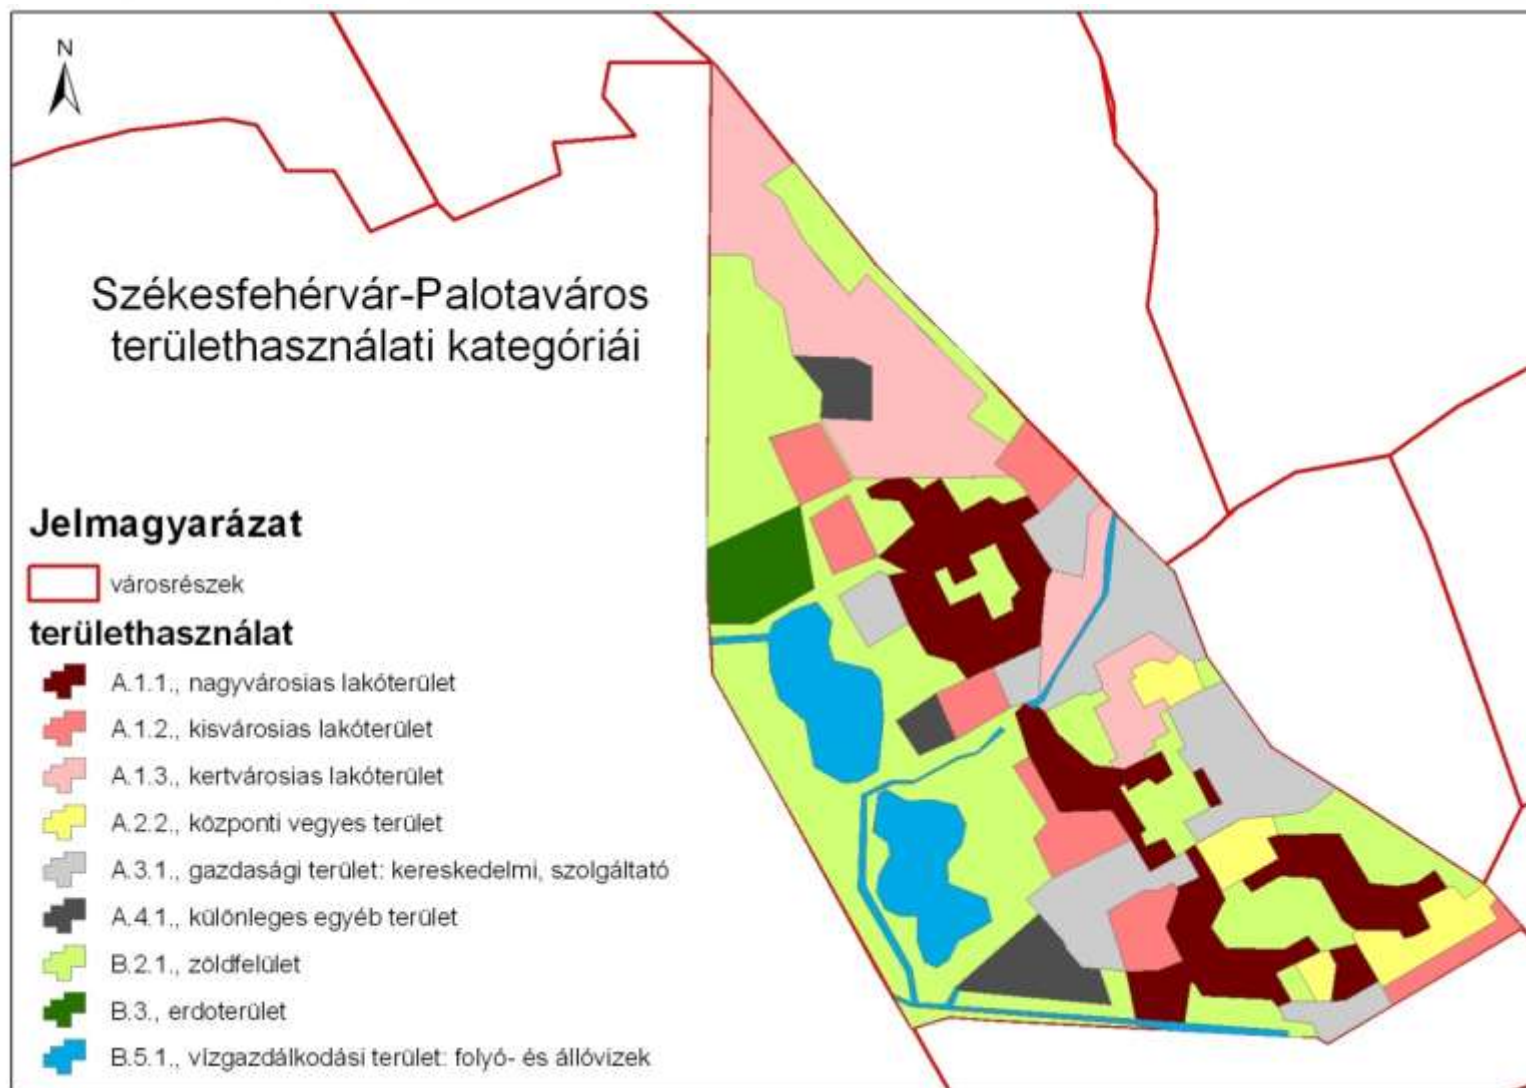 N
Székesfehérvár-Palotaváros
területhasználati kategóriái
Jelmagyarázat
városrészek
területhasználat
A.1.1., nagyvárosias lakóterület
A.1.2., kisvárosias lakóterület
A.1.3., kertvárosias lakóterület
A.2.2., központi vegyes terület
A.3.1., gazdasági terület: kereskedelmi, szolgáltató
A.4.1., különleges egyéb terület
B.2.1., zöldfelület
B.3., erdoterület
B.5.1., vízgazdálkodási terület: folyó- és állóvizek